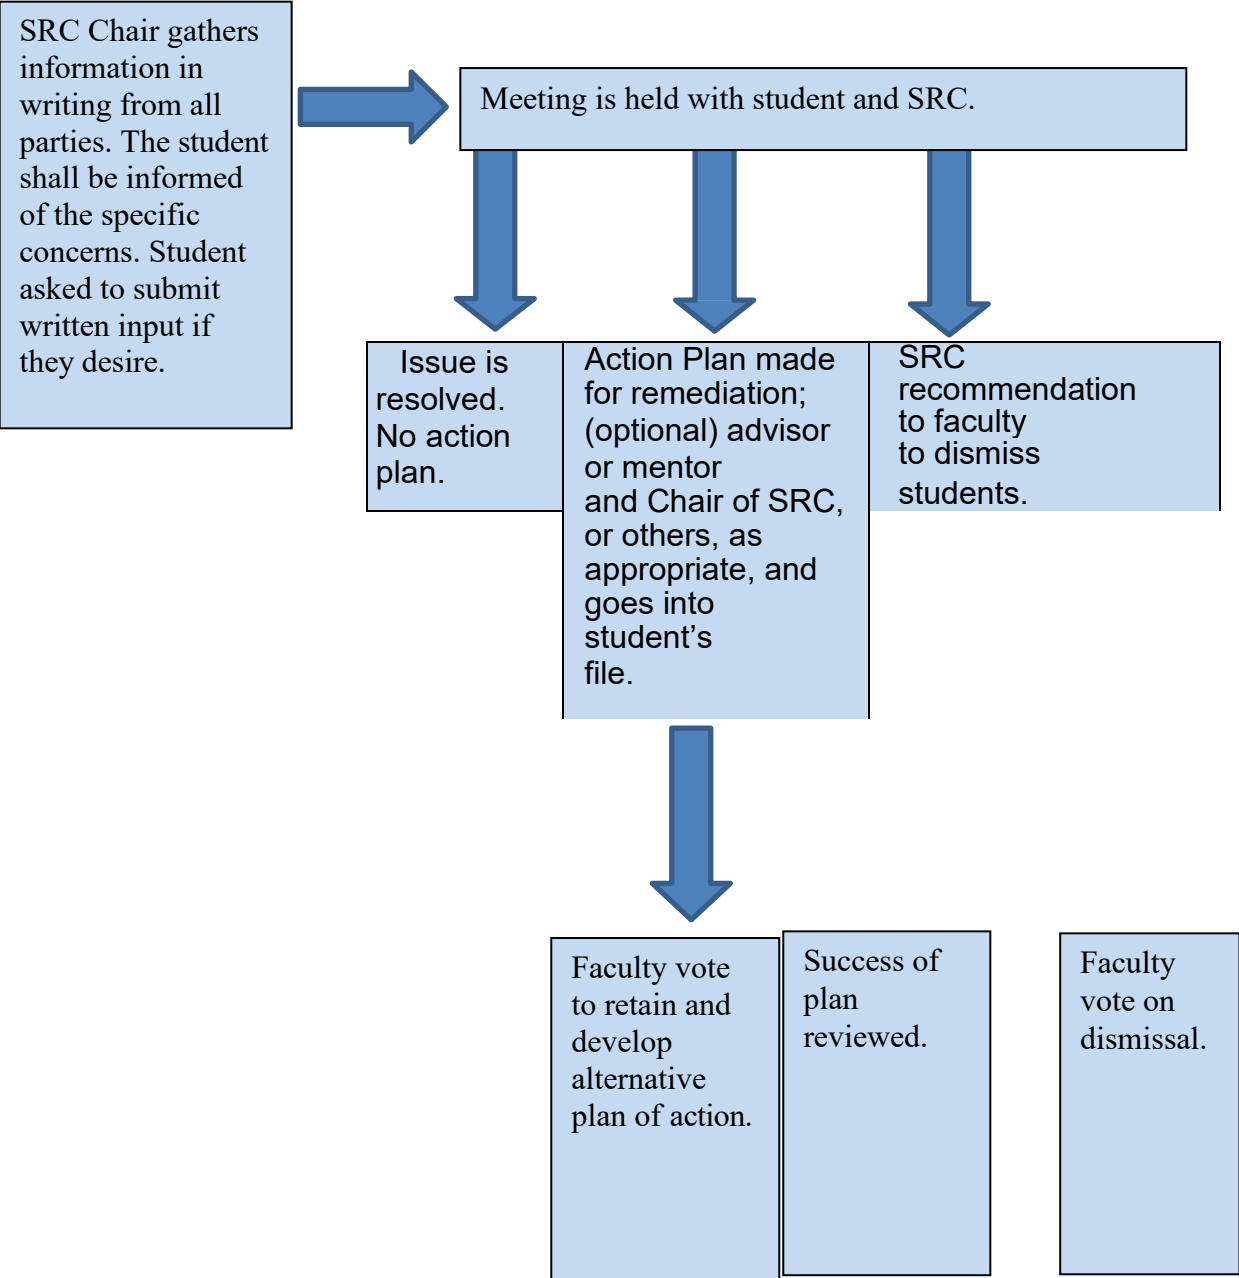 SRC Chair gathers
information in
writing from all
parties. The student
shall be informed
of the specific
concerns. Student
asked to submit
written input if
they desire.
Meeting is held with student and SRC.
Issue is
resolved.
No action
plan.
Action Plan made
for remediation;
(optional) advisor
or mentor
and Chair of SRC,
or others, as
appropriate, and
goes into
student’s
file.
SRC
recommendation
to faculty
to dismiss
students.
Faculty vote
to retain and
develop
alternative
plan of action.
Success of
plan
reviewed.
Faculty
vote on
dismissal.